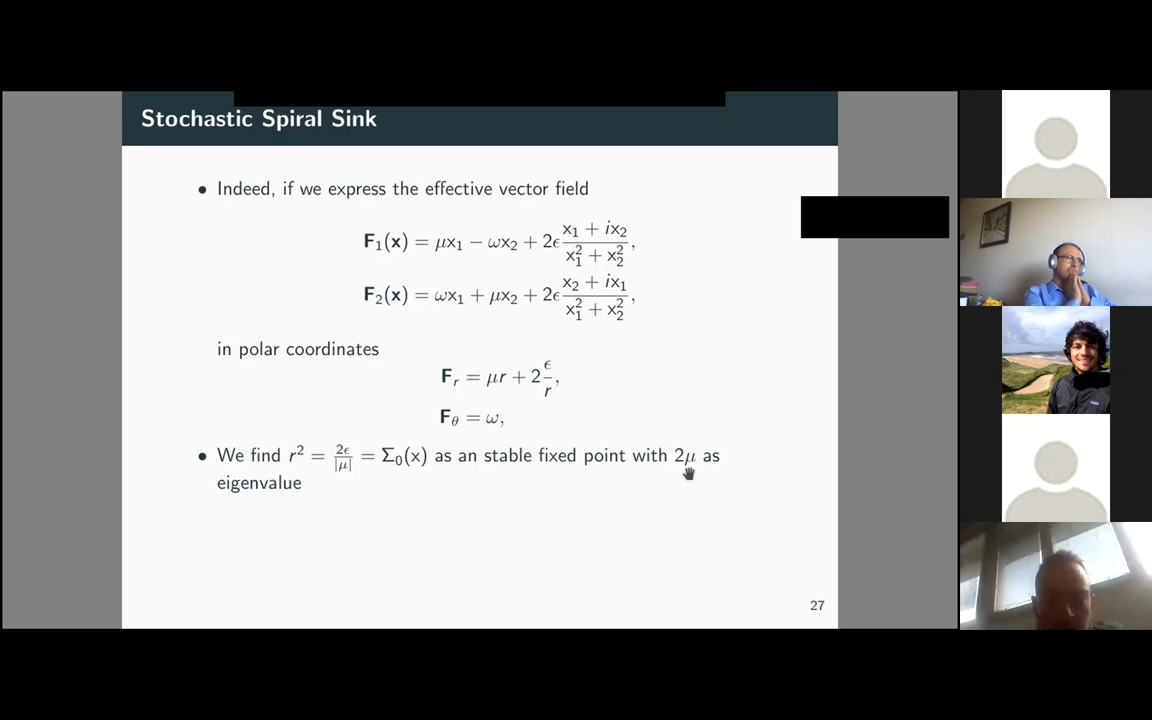 Stochastic Spiral Sink
• Indeed, if we express the effective vector field
F₁(x) = μx₁ − ωx₂ + 2ϵ (x₁ + ix₂)/(x₁² + x₂²),
F₂(x) = ωx₁ + μx₂ + 2ϵ (x₂ + ix₁)/(x₁² + x₂²),
in polar coordinates
Fᵣ = μr + 2 ϵ/r,
F_θ = ω,
• We find r² = 2ϵ/|μ| = Σ₀(x) as an stable fixed point with 2μ as
eigenvalue
27